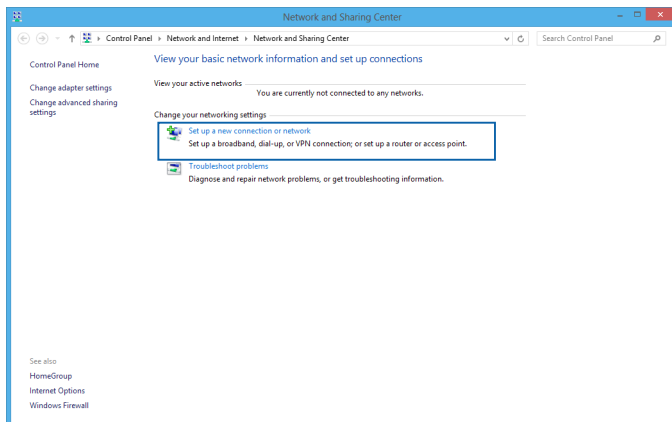 Network and Sharing Center
Control Panel ▸ Network and Internet ▸ Network and Sharing Center
Search Control Panel
Control Panel Home
Change adapter settings
Change advanced sharing
settings
View your basic network information and set up connections
View your active networks
You are currently not connected to any networks.
Change your networking settings
Set up a new connection or network
Set up a broadband, dial-up, or VPN connection; or set up a router or access point.
Troubleshoot problems
Diagnose and repair network problems, or get troubleshooting information.
See also
HomeGroup
Internet Options
Windows Firewall